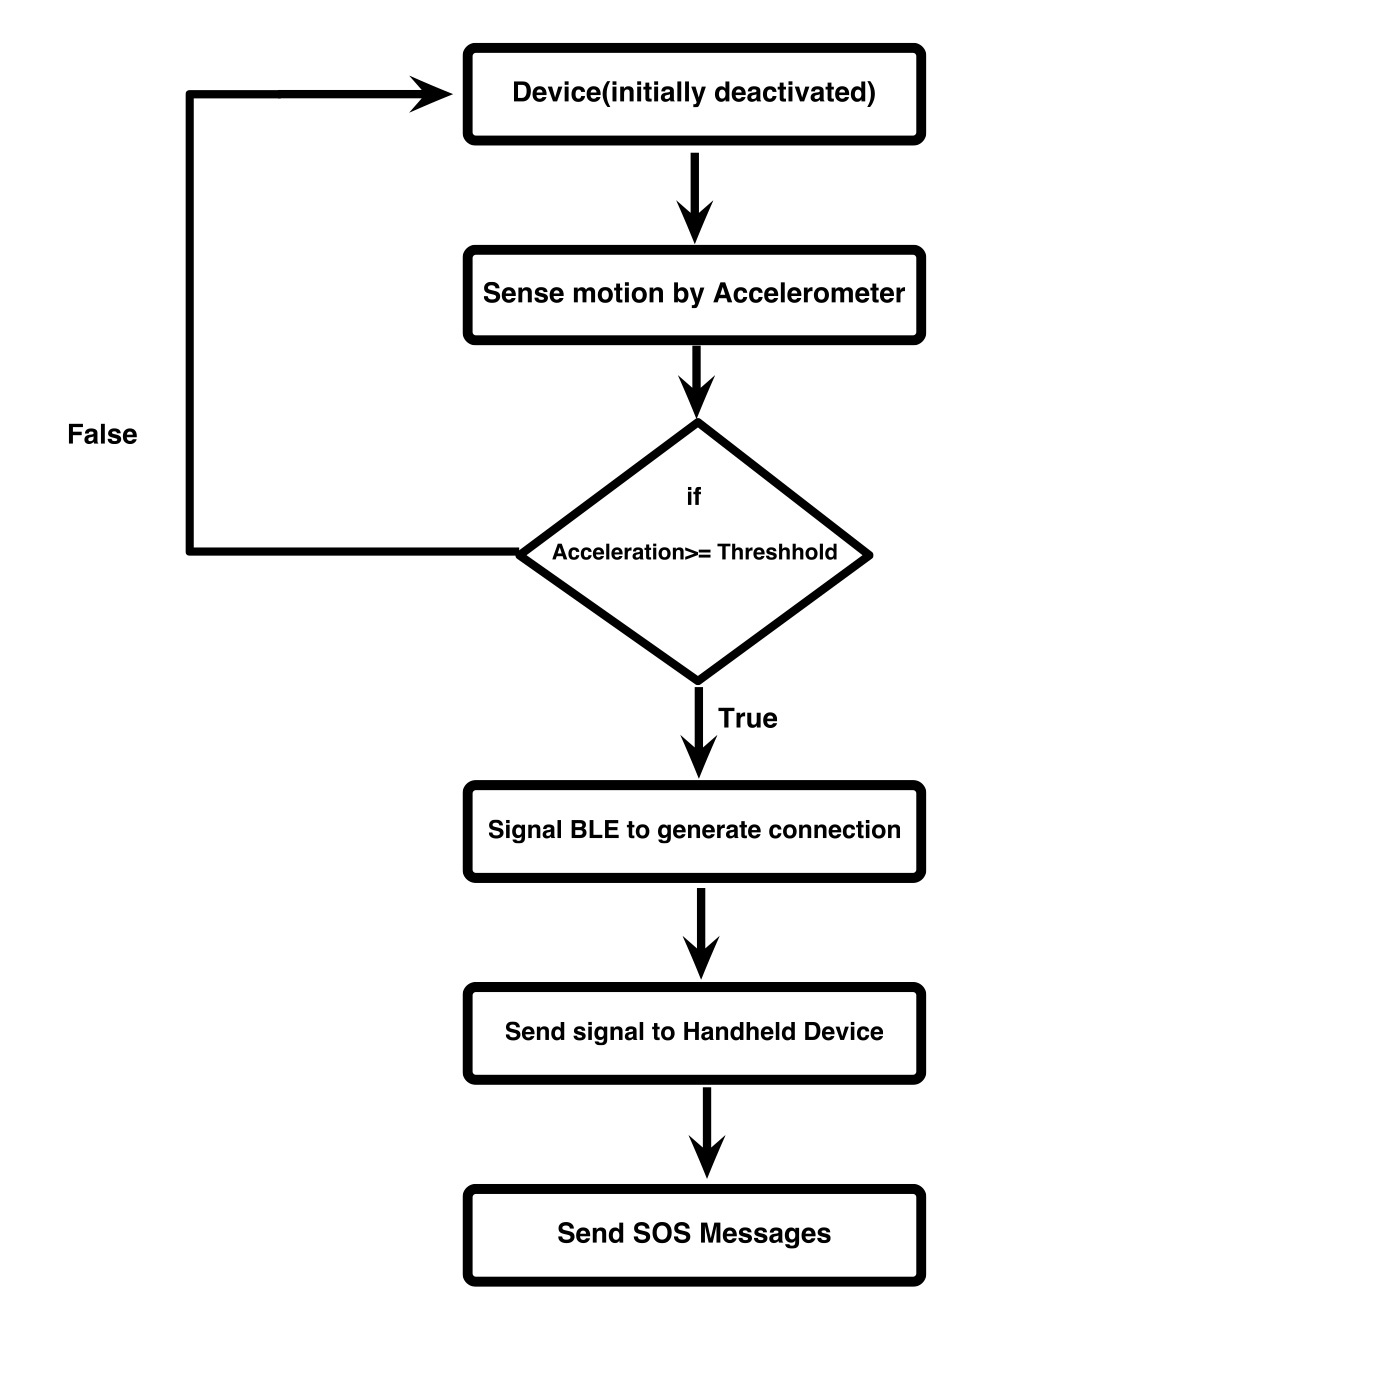 Device(initially deactivated)
Sense motion by Accelerometer
False
if
Acceleration>= Threshhold
True
Signal BLE to generate connection
Send signal to Handheld Device
Send SOS Messages